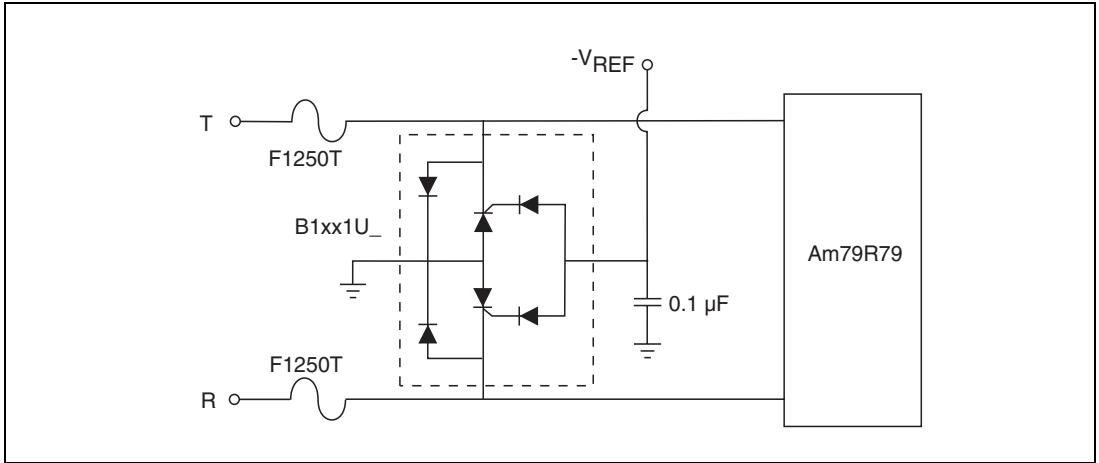 -VREF
T
F1250T
B1xx1U_
Am79R79
0.1 µF
F1250T
R